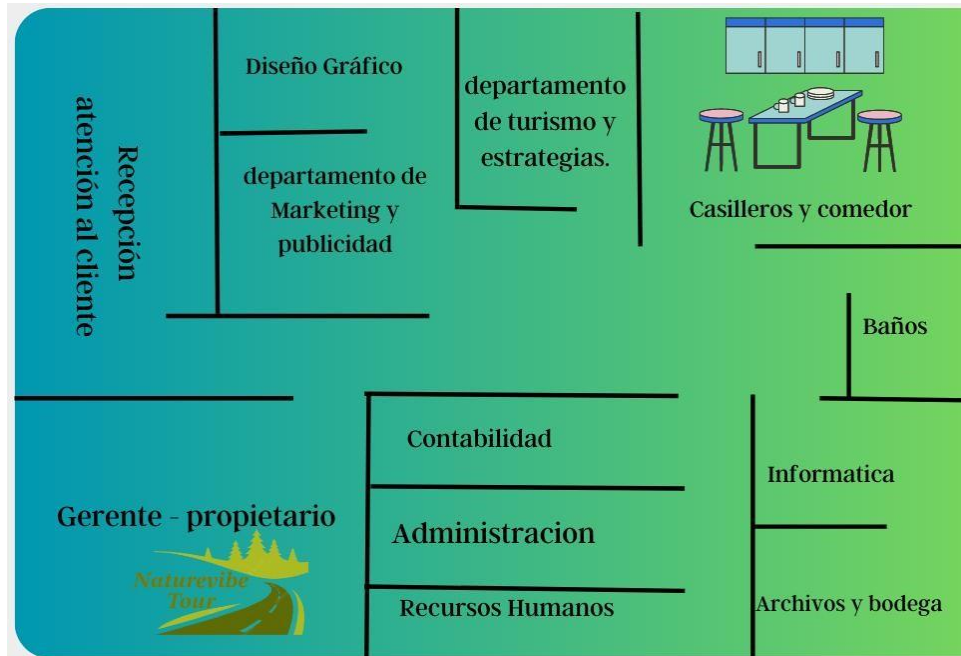 Recepción
atención al cliente
Diseño Gráfico
departamento de
Marketing y
publicidad
departamento
de turismo y
estrategias.
Casilleros y comedor
Baños
Gerente - propietario
Naturevibe
Tour
Contabilidad
Administracion
Recursos Humanos
Informatica
Archivos y bodega